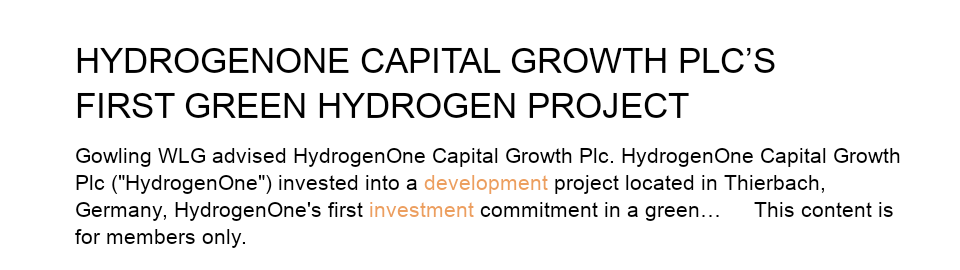 HYDROGENONE CAPITAL GROWTH PLC’S
FIRST GREEN HYDROGEN PROJECT
Gowling WLG advised HydrogenOne Capital Growth Plc. HydrogenOne Capital Growth
Plc ("HydrogenOne") invested into a development project located in Thierbach,
Germany, HydrogenOne's first investment commitment in a green… This content is
for members only.